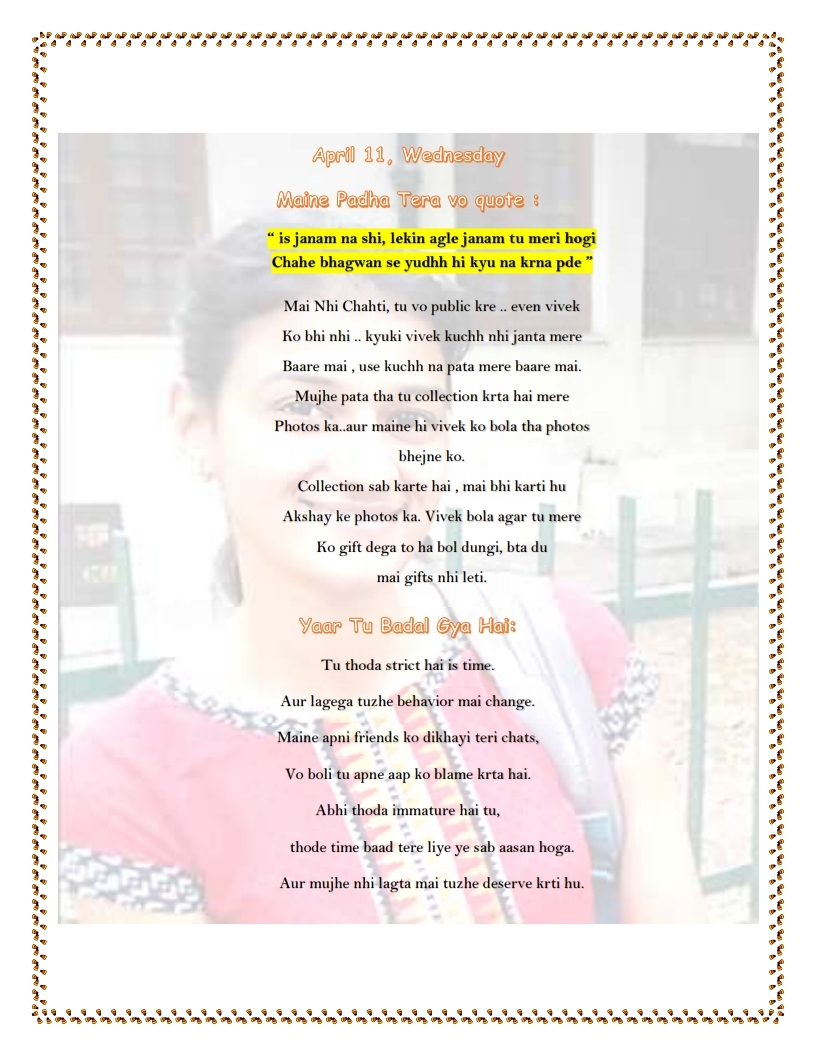 April 11, Wednesday
Maine Padha Tera vo quote :
“ is janam na shi, lekin agle janam tu meri hogi
Chahe bhagwan se yudhh hi kyu na krna pde ”
Mai Nhi Chahti, tu vo public kre .. even vivek
Ko bhi nhi .. kyuki vivek kuchh nhi janta mere
Baare mai , use kuchh na pata mere baare mai.
Mujhe pata tha tu collection krta hai mere
Photos ka..aur maine hi vivek ko bola tha photos
bhejne ko.
Collection sab karte hai , mai bhi karti hu
Akshay ke photos ka. Vivek bola agar tu mere
Ko gift dega to ha bol dungi, bta du
mai gifts nhi leti.
Yaar Tu Badal Gya Hai:
Tu thoda strict hai is time.
Aur lagega tuzhe behavior mai change.
Maine apni friends ko dikhayi teri chats,
Vo boli tu apne aap ko blame krta hai.
Abhi thoda immature hai tu,
thode time baad tere liye ye sab aasan hoga.
Aur mujhe nhi lagta mai tuzhe deserve krti hu.